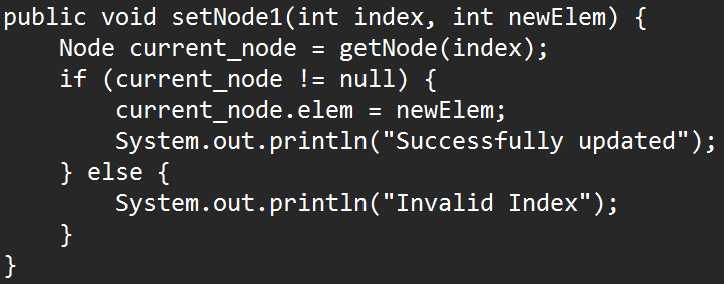 public void setNode1(int index, int newElem) {
    Node current_node = getNode(index);
    if (current_node != null) {
        current_node.elem = newElem;
        System.out.println("Successfully updated");
    } else {
        System.out.println("Invalid Index");
    }
}